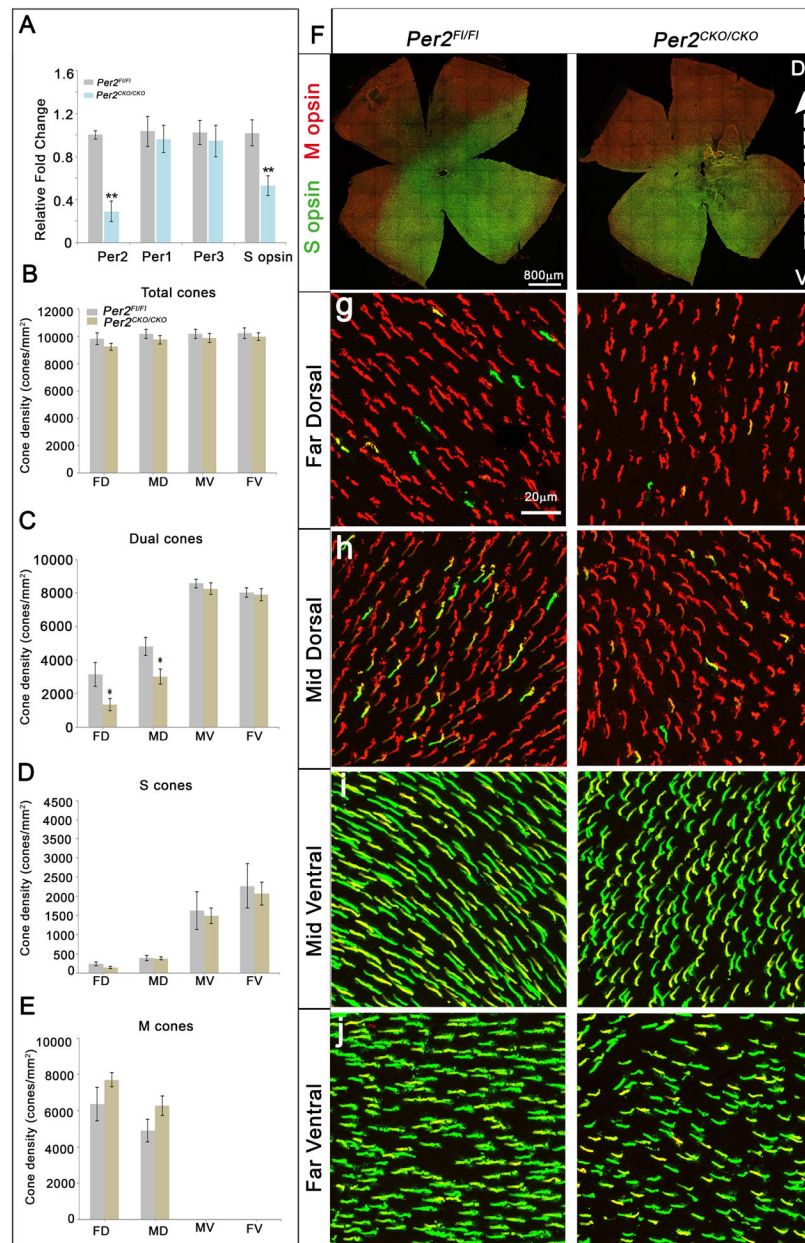 A
Per2Fl/Fl
Per2CKO/CKO
1.6
1.2
0.8
0.4
0
Relative Fold Change
**
**
Per2 Per1 Per3 S opsin
B
Total cones
Per2Fl/Fl
Per2CKO/CKO
12000
10000
8000
6000
4000
2000
0
Cone density (cones/mm²)
FD MD MV FV
C
Dual cones
10000
8000
6000
4000
2000
0
Cone density (cones/mm²)
*
*
FD MD MV FV
D
S cones
4500
4000
3500
3000
2500
2000
1500
500
0
Cone density (cones/mm²)
FD MD MV FV
E
M cones
10000
8000
6000
4000
2000
0
Cone density (cones/mm²)
FD MD MV FV
F
Per2Fl/Fl Per2CKO/CKO
S opsin M opsin
D
V
800μm
g
Far Dorsal
20μm
h
Mid Dorsal
i
Mid Ventral
j
Far Ventral